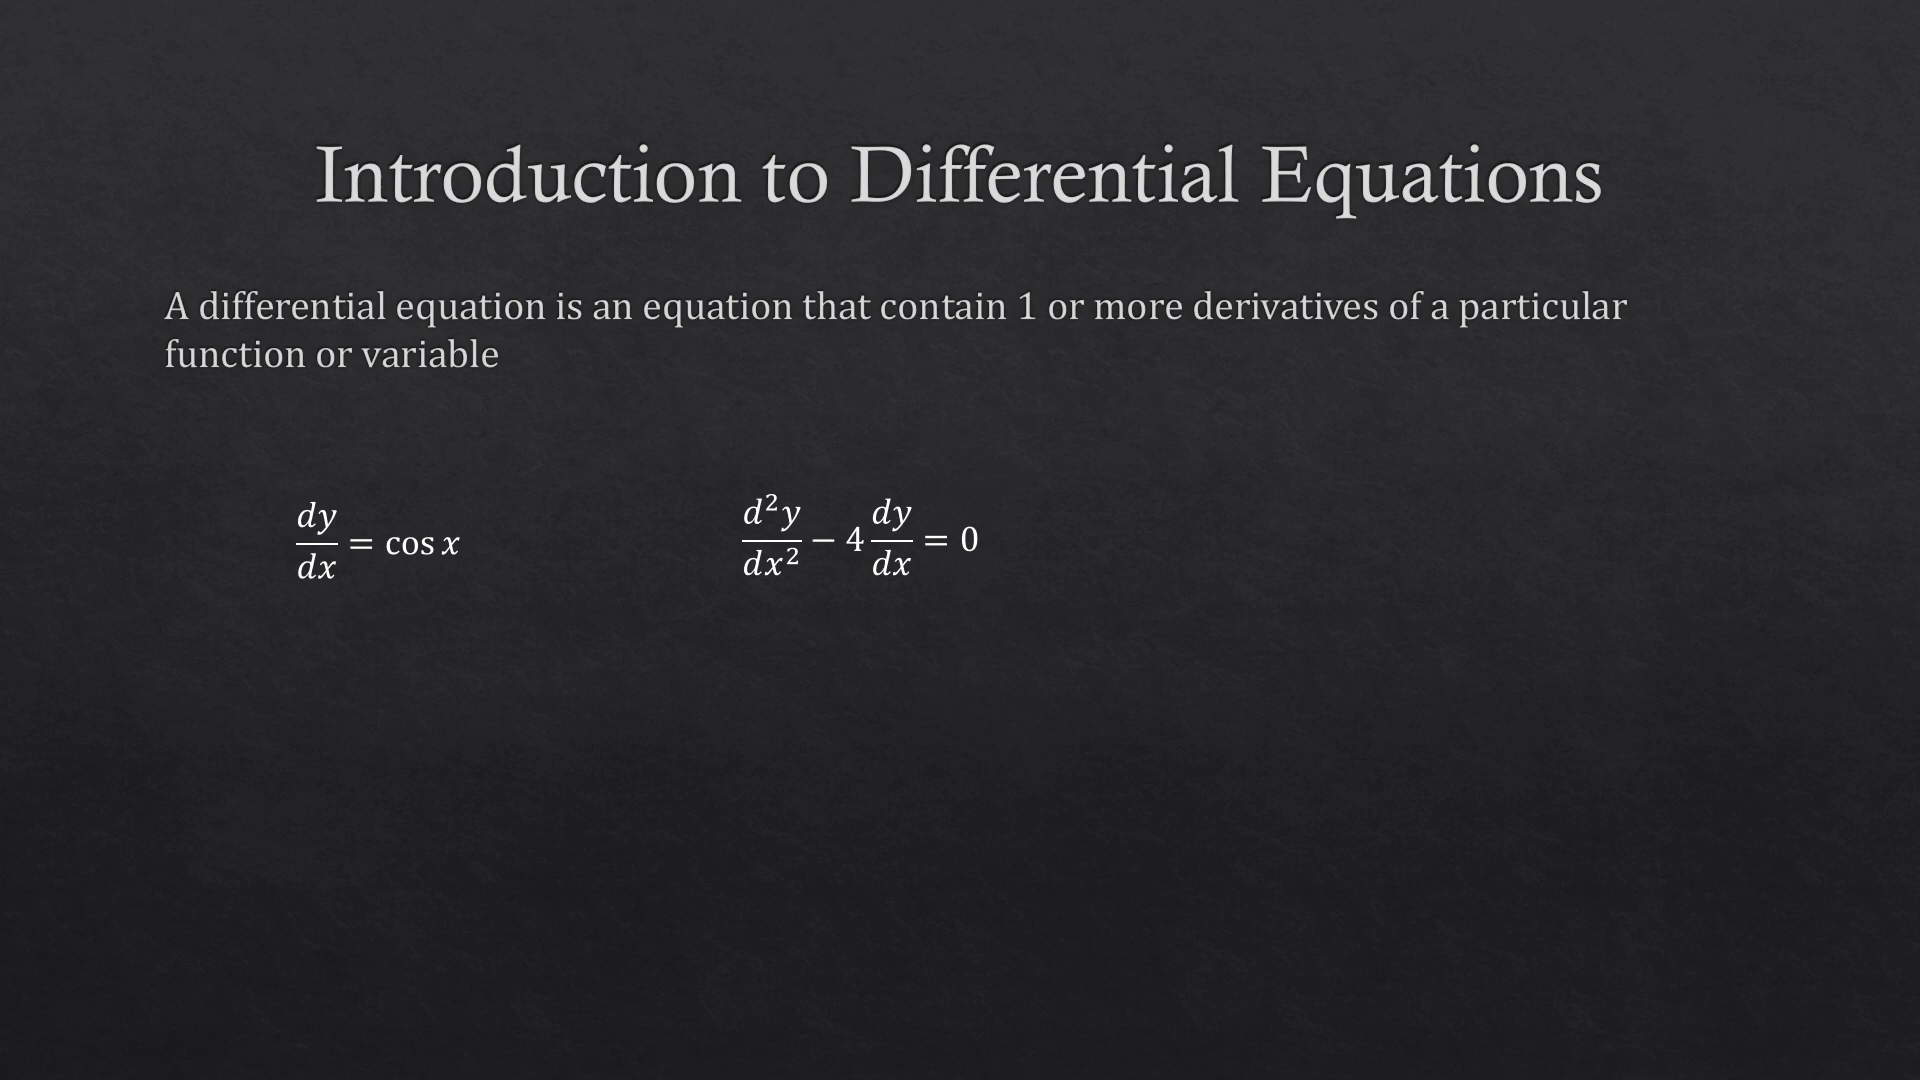 Introduction to Differential Equations
A differential equation is an equation that contain 1 or more derivatives of a particular
function or variable
dy/dx = cos x
d²y/dx² − 4 dy/dx = 0